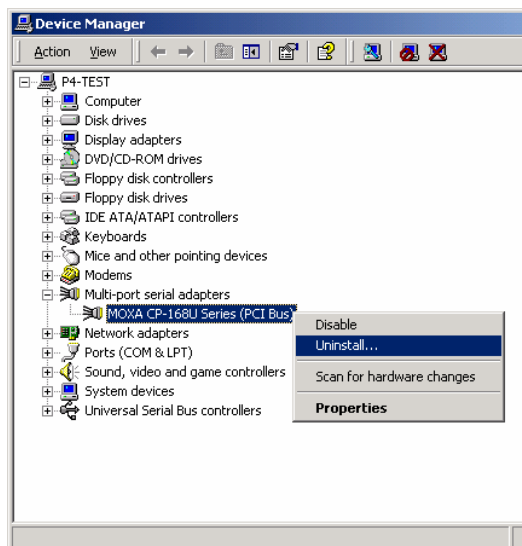 Device Manager
Action View
P4-TEST
Computer
Disk drives
Display adapters
DVD/CD-ROM drives
Floppy disk controllers
Floppy disk drives
IDE ATA/ATAPI controllers
Keyboards
Mice and other pointing devices
Modems
Multi-port serial adapters
MOXA CP-168U Series (PCI Bus)
Network adapters
Ports (COM & LPT)
Sound, video and game controllers
System devices
Universal Serial Bus controllers
Disable
Uninstall...
Scan for hardware changes
Properties